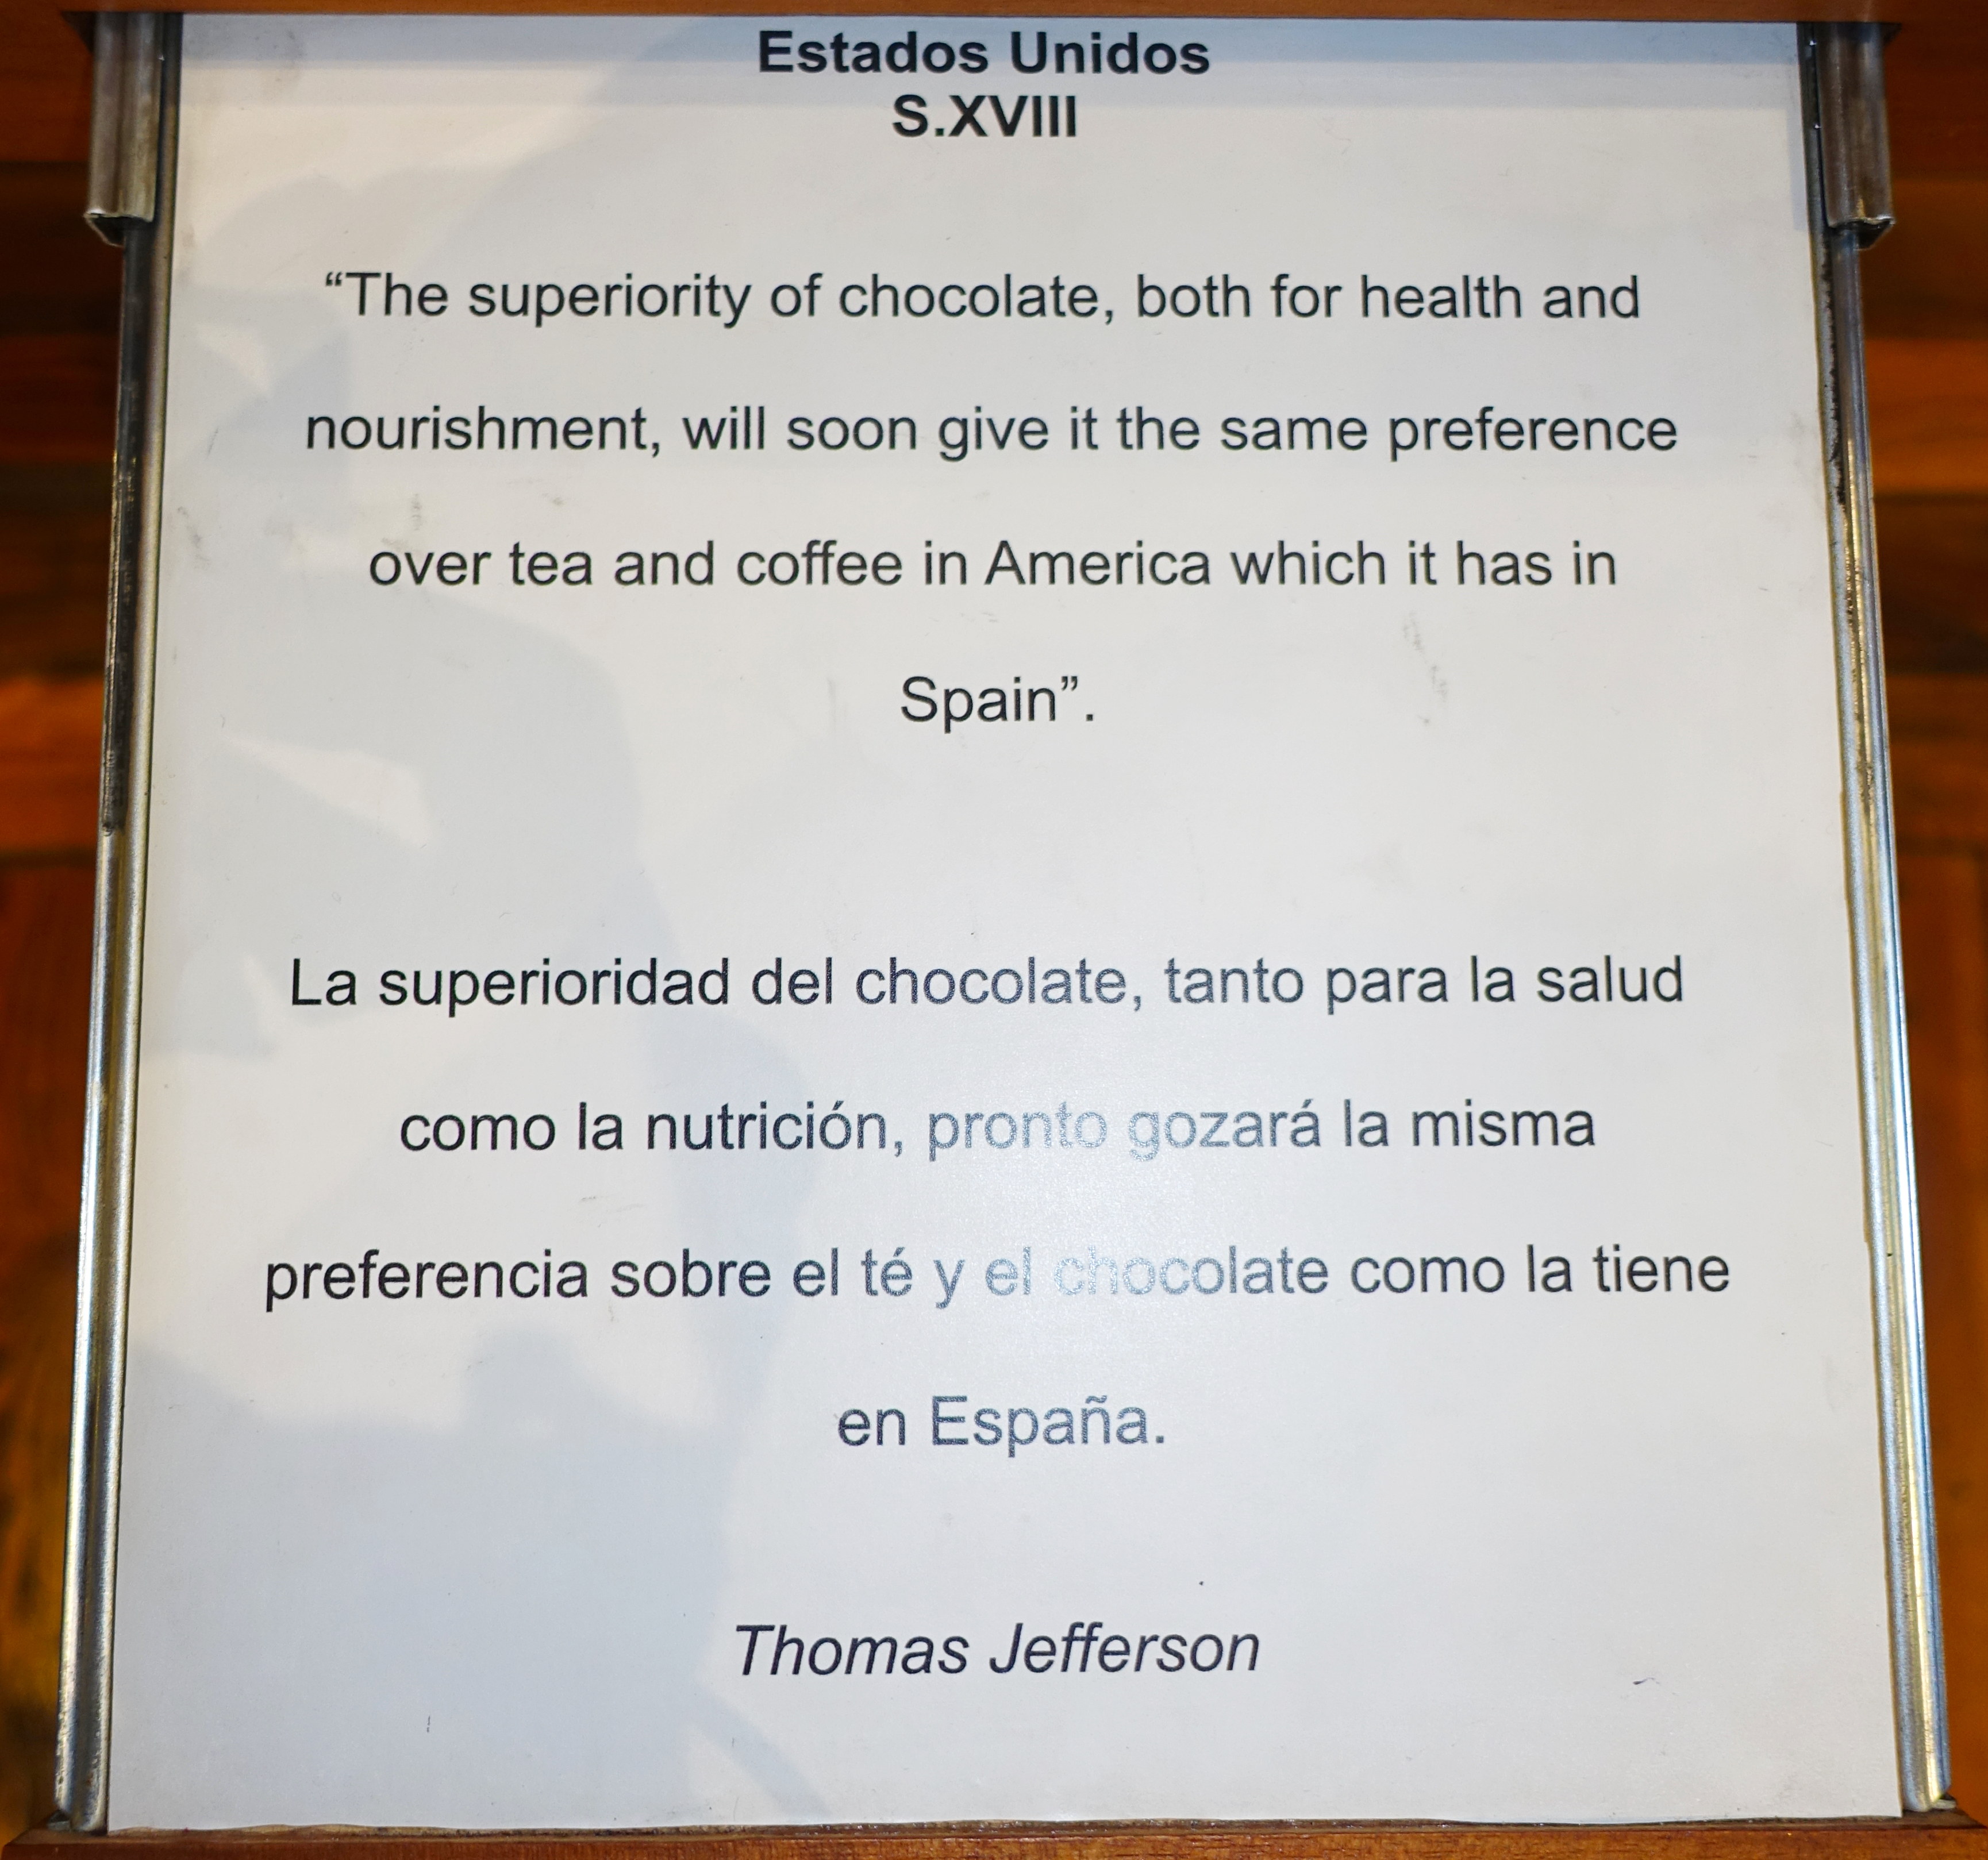 Estados Unidos
S.XVIII
“The superiority of chocolate, both for health and
nourishment, will soon give it the same preference
over tea and coffee in America which it has in
Spain”.
La superioridad del chocolate, tanto para la salud
como la nutrición, pronto gozará la misma
preferencia sobre el té y el chocolate como la tiene
en España.
Thomas Jefferson